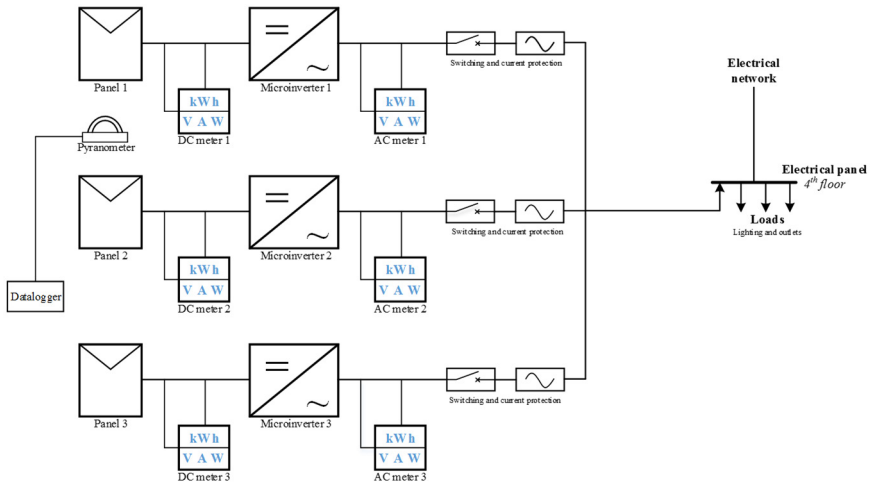 Panel 1
kWh
V A W
DC meter 1
Microinverter 1
kWh
V A W
AC meter 1
Switching and current protection
Pyranometer
Datalogger
Panel 2
kWh
V A W
DC meter 2
Microinverter 2
kWh
V A W
AC meter 2
Switching and current protection
Panel 3
kWh
V A W
DC meter 3
Microinverter 3
kWh
V A W
AC meter 3
Switching and current protection
Electrical
network
Electrical panel
4th floor
Loads
Lighting and outlets